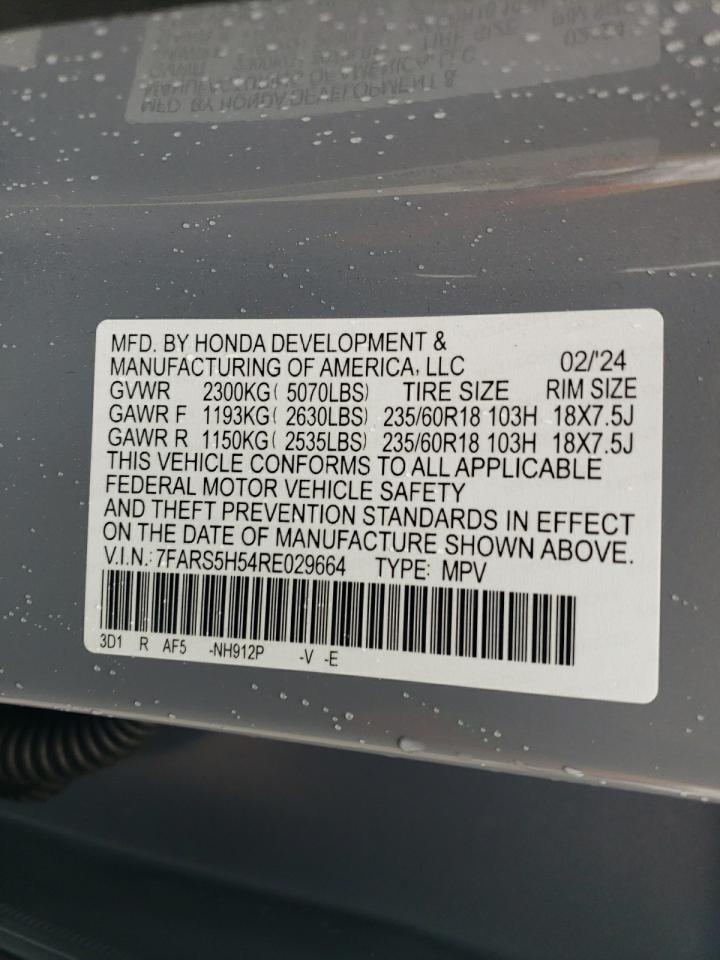 MFD. BY HONDA DEVELOPMENT &
MANUFACTURING OF AMERICA, LLC 02/'24
GVWR 2300KG( 5070LBS) TIRE SIZE RIM SIZE
GAWR F 1193KG( 2630LBS) 235/60R18 103H 18X7.5J
GAWR R 1150KG( 2535LBS) 235/60R18 103H 18X7.5J
THIS VEHICLE CONFORMS TO ALL APPLICABLE
FEDERAL MOTOR VEHICLE SAFETY
AND THEFT PREVENTION STANDARDS IN EFFECT
ON THE DATE OF MANUFACTURE SHOWN ABOVE.
V.I.N.: 7FARS5H54RE029664 TYPE: MPV
3D1 R AF5 -NH912P -V -E